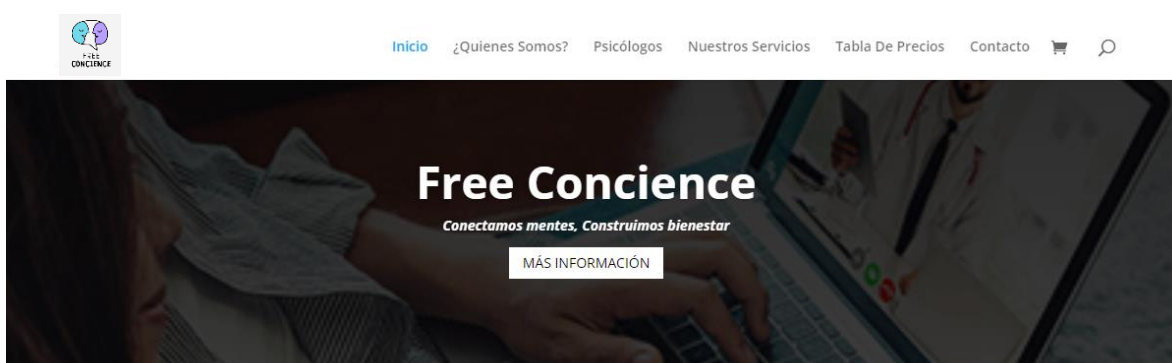 FREE
CONCIENCE
Inicio ¿Quienes Somos? Psicólogos Nuestros Servicios Tabla De Precios Contacto
Free Concience
Conectamos mentes, Construimos bienestar
MÁS INFORMACIÓN